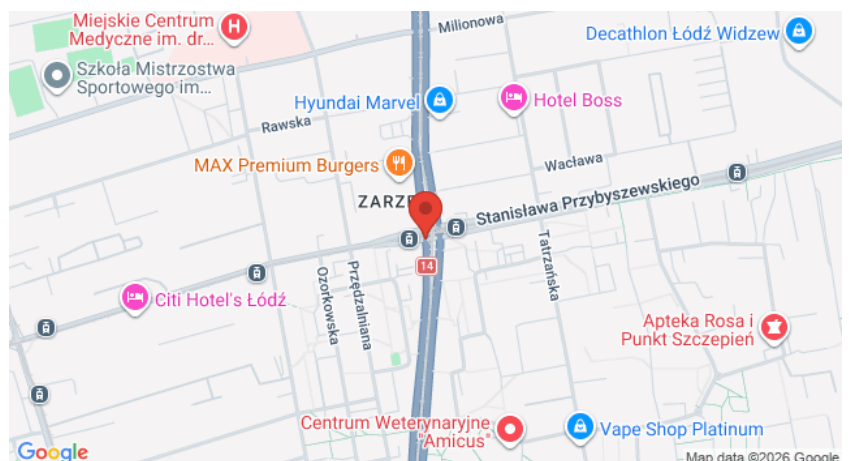 Miejskie Centrum
Medyczne im. dr...
Milionowa
Decathlon Łódź Widzew
Szkoła Mistrzostwa
Sportowego im...
Hyundai Marvel
Hotel Boss
Rawska
MAX Premium Burgers
Wacława
Stanisława Przybyszewskiego
Tatrzańska
14
Przędzalniana
Ozorkowska
Citi Hotel's Łódź
Apteka Rosa i
Punkt Szczepień
Centrum Weterynaryjne
"Amicus"
Vape Shop Platinum
Google
Map data ©2026 Google